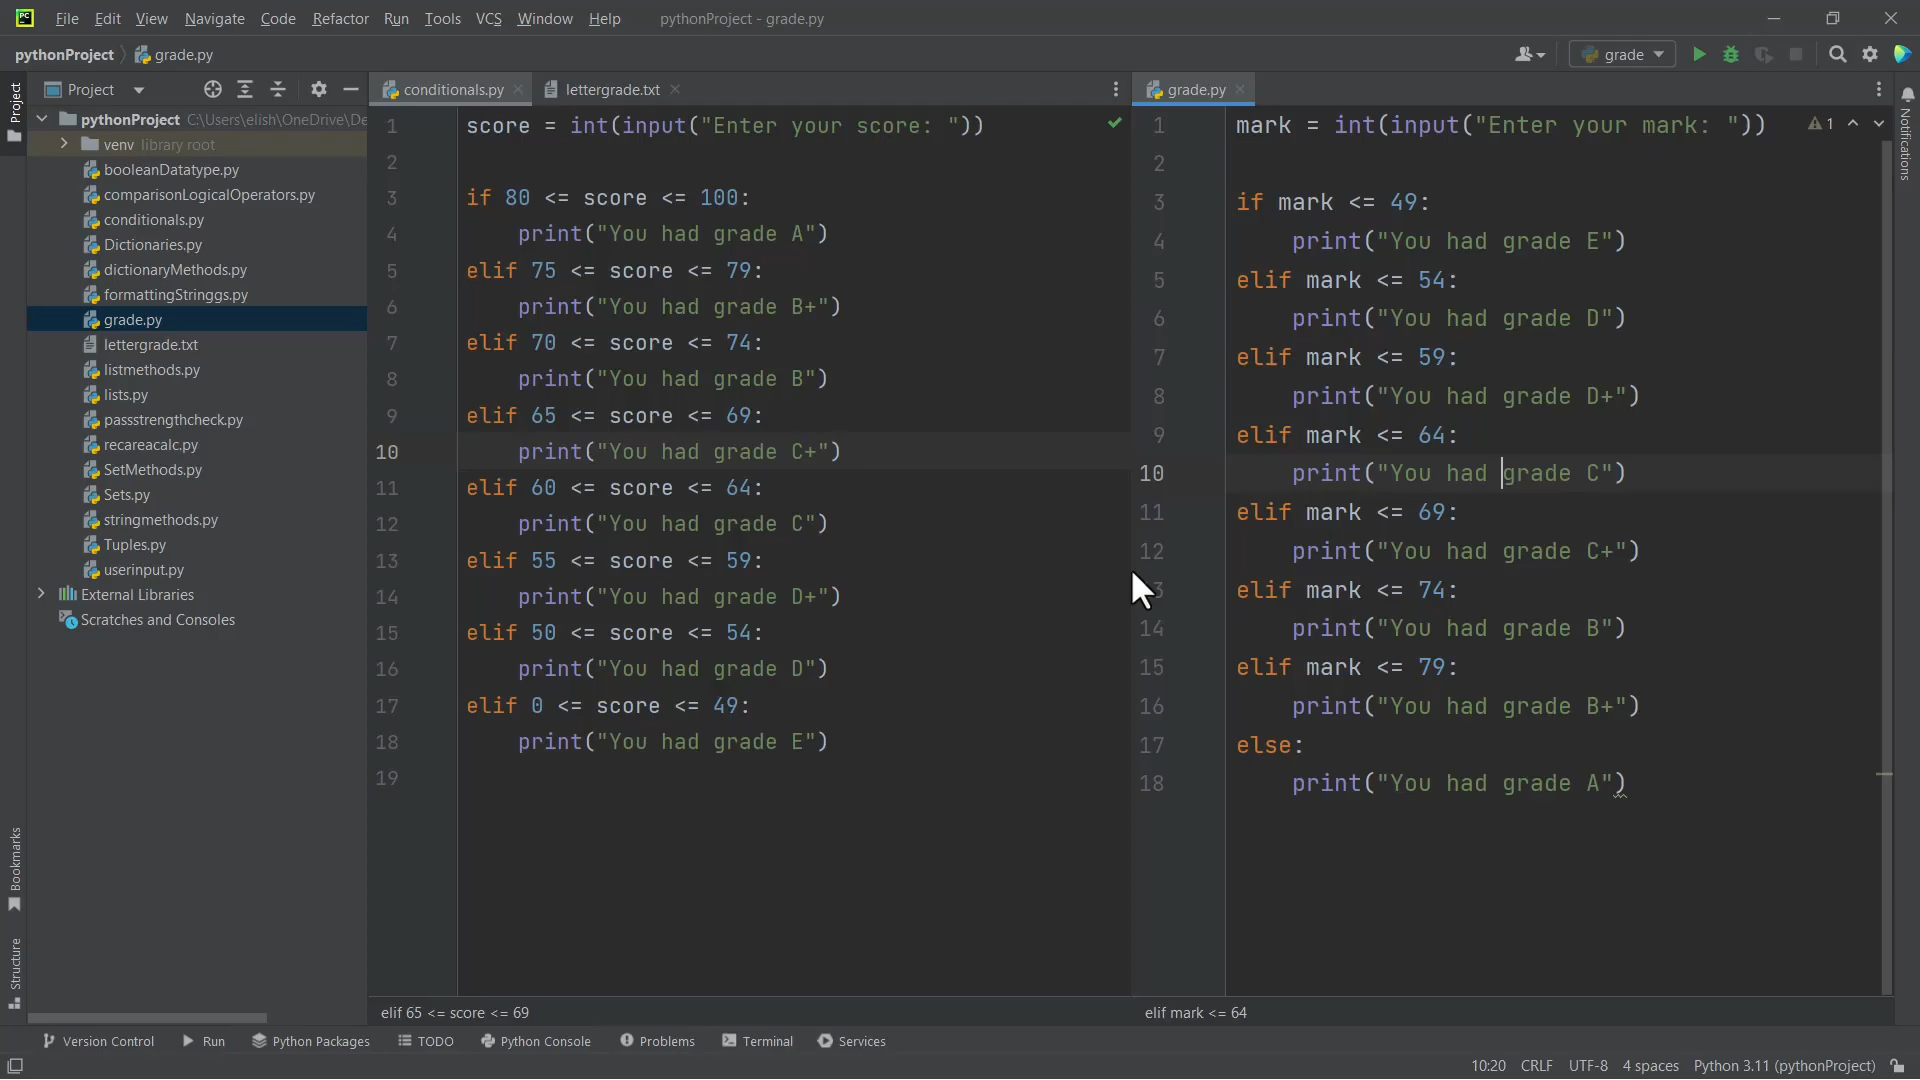 PC
File Edit View Navigate Code Refactor Run Tools VCS Window Help pythonProject - grade.py
pythonProject grade.py
grade
Project
conditionals.py
lettergrade.txt
grade.py
Project
Bookmarks
Structure
Notifications
pythonProject C:\Users\elish\OneDrive\De
venv library root
booleanDatatype.py
comparisonLogicalOperators.py
conditionals.py
Dictionaries.py
dictionaryMethods.py
formattingStringgs.py
grade.py
lettergrade.txt
listmethods.py
lists.py
passstrengthcheck.py
recareacalc.py
SetMethods.py
Sets.py
stringmethods.py
Tuples.py
userinput.py
External Libraries
Scratches and Consoles
1 score = int(input("Enter your score: "))
2
3 if 80 <= score <= 100:
4 print("You had grade A")
5 elif 75 <= score <= 79:
6 print("You had grade B+")
7 elif 70 <= score <= 74:
8 print("You had grade B")
9 elif 65 <= score <= 69:
10 print("You had grade C+")
11 elif 60 <= score <= 64:
12 print("You had grade C")
13 elif 55 <= score <= 59:
14 print("You had grade D+")
15 elif 50 <= score <= 54:
16 print("You had grade D")
17 elif 0 <= score <= 49:
18 print("You had grade E")
19
elif 65 <= score <= 69
1 mark = int(input("Enter your mark: ")) 1
2
3 if mark <= 49:
4 print("You had grade E")
5 elif mark <= 54:
6 print("You had grade D")
7 elif mark <= 59:
8 print("You had grade D+")
9 elif mark <= 64:
10 print("You had grade C")
11 elif mark <= 69:
12 print("You had grade C+")
3 elif mark <= 74:
14 print("You had grade B")
15 elif mark <= 79:
16 print("You had grade B+")
17 else:
18 print("You had grade A")
elif mark <= 64
Version Control Run Python Packages TODO Python Console Problems Terminal Services
10:20 CRLF UTF-8 4 spaces Python 3.11 (pythonProject)